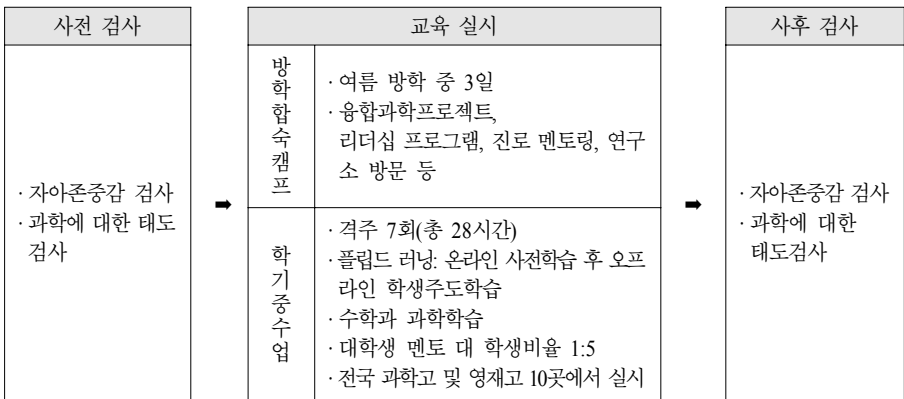 사전 검사
· 자아존중감 검사
· 과학에 대한 태도
검사
➡
교육 실시
방학합숙캠프
· 여름 방학 중 3일
· 융합과학프로젝트,
리더십 프로그램, 진로 멘토링, 연구
소 방문 등
학기중수업
· 격주 7회(총 28시간)
· 플립드 러닝: 온라인 사전학습 후 오프
라인 학생주도학습
· 수학과 과학학습
· 대학생 멘토 대 학생비율 1:5
· 전국 과학고 및 영재고 10곳에서 실시
➡
사후 검사
· 자아존중감 검사
· 과학에 대한
태도검사